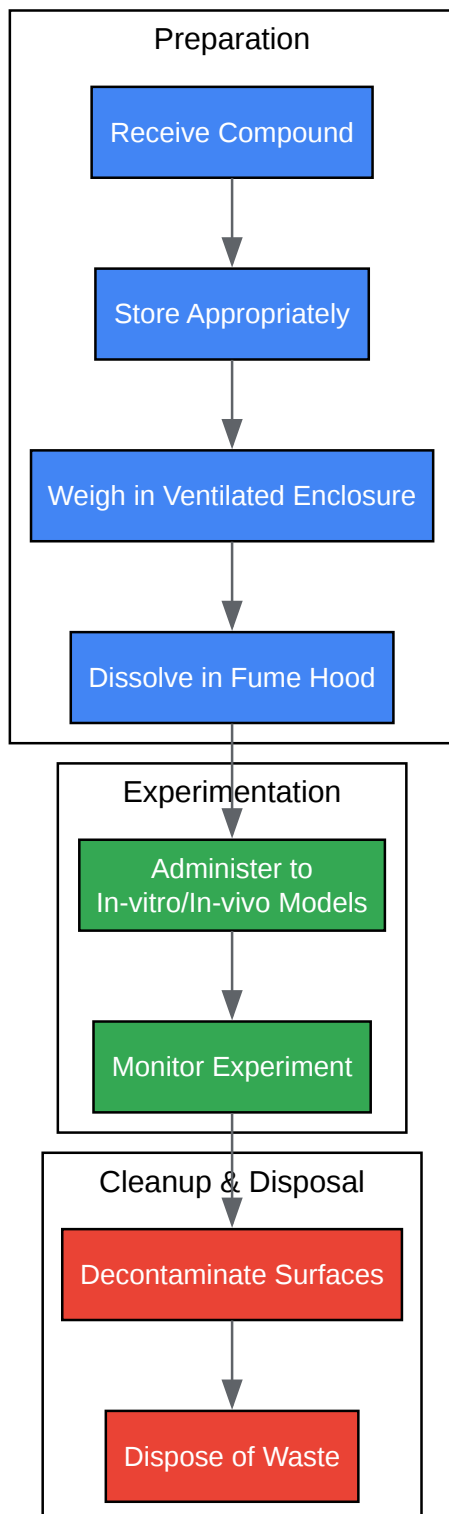 Preparation
Receive Compound
Store Appropriately
Weigh in Ventilated Enclosure
Dissolve in Fume Hood
Experimentation
Administer to
In-vitro/In-vivo Models
Monitor Experiment
Cleanup & Disposal
Decontaminate Surfaces
Dispose of Waste